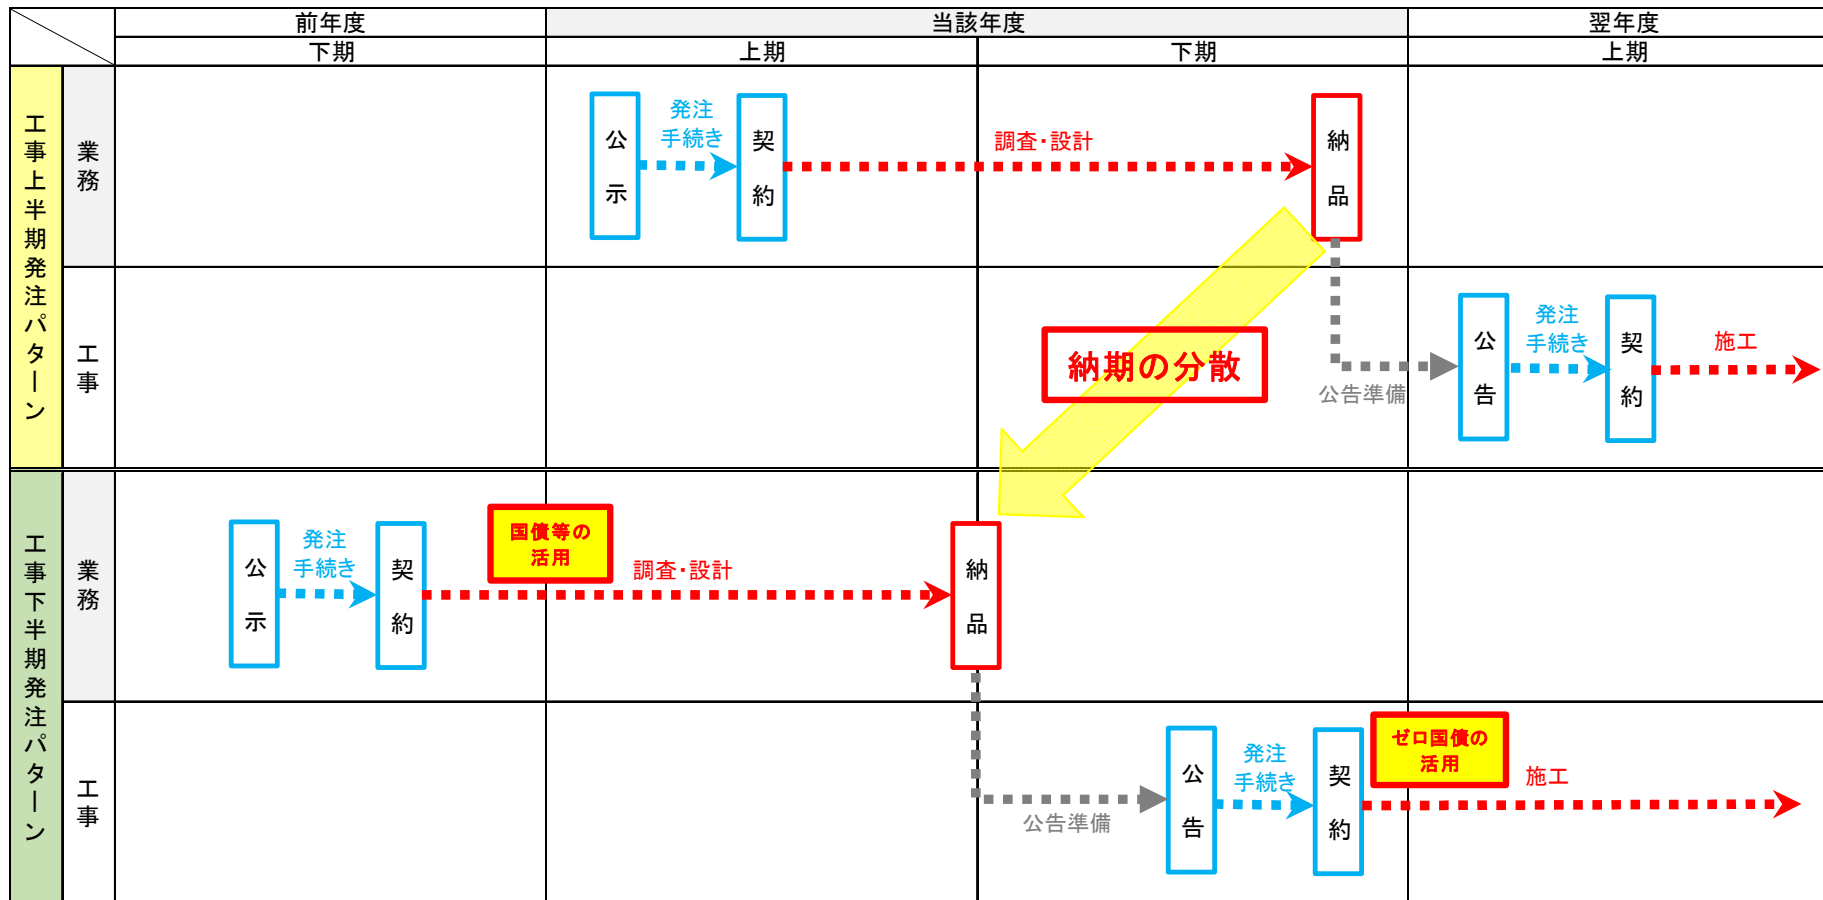 前年度
当該年度
翌年度
下期
上期
下期
上期
工事上半期発注パターン
業務
公示
発注
手続き
契約
調査・設計
納品
工事
納期の分散
公告準備
公告
発注
手続き
契約
施工
工事下半期発注パターン
業務
公示
発注
手続き
契約
国債等の
活用
調査・設計
納品
工事
公告準備
公告
発注
手続き
契約
ゼロ国債の
活用
施工